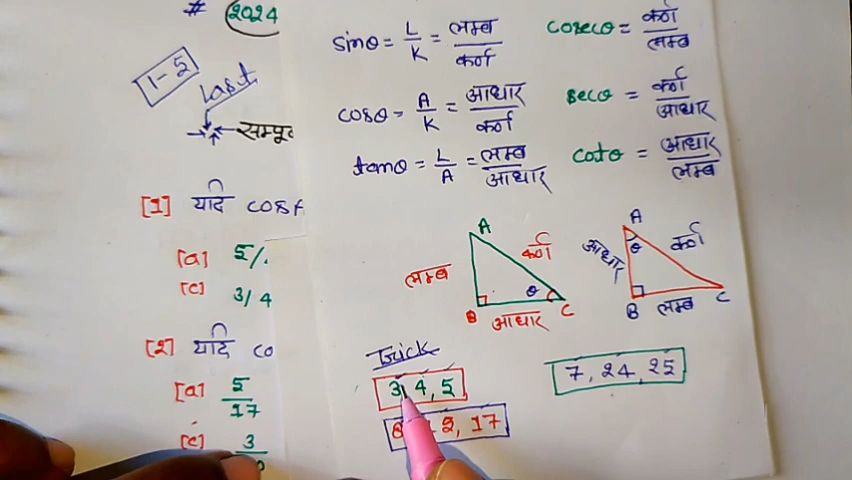 # 2024
1-5
Last
सम्पू
[1] यदि cos
[a] 5/
[c] 3/4
[2] यदि co
[a] 5/17
[c] 3
sinθ = L/K = लम्ब/कर्ण
cosecθ = कर्ण/लम्ब
cosθ = A/K = आधार/कर्ण
secθ = कर्ण/आधार
tanθ = L/A = लम्ब/आधार
cotθ = आधार/लम्ब
A
लम्ब
कर्ण
θ
B
आधार
C
A
आधार
θ
कर्ण
B
लम्ब
C
Trick
3, 4, 5
7, 24, 25
17